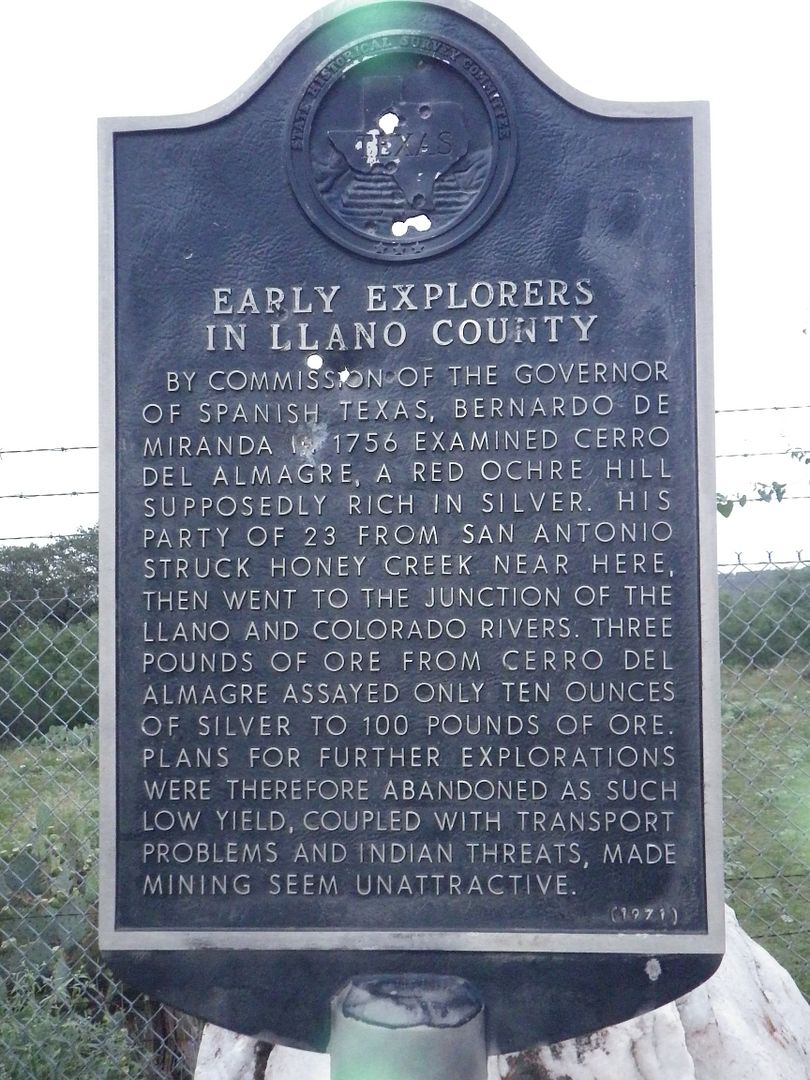 STATE HISTORICAL SURVEY COMMITTEE
TEXAS
EARLY EXPLORERS
IN LLANO COUNTY
BY COMMISSION OF THE GOVERNOR
OF SPANISH TEXAS, BERNARDO DE
MIRANDA 1756 EXAMINED CERRO
DEL ALMAGRE, A RED OCHRE HILL
SUPPOSEDLY RICH IN SILVER. HIS
PARTY OF 23 FROM SAN ANTONIO
STRUCK HONEY CREEK NEAR HERE,
THEN WENT TO THE JUNCTION OF THE
LLANO AND COLORADO RIVERS. THREE
POUNDS OF ORE FROM CERRO DEL
ALMAGRE ASSAYED ONLY TEN OUNCES
OF SILVER TO 100 POUNDS OF ORE.
PLANS FOR FURTHER EXPLORATIONS
WERE THEREFORE ABANDONED AS SUCH
LOW YIELD, COUPLED WITH TRANSPORT
PROBLEMS AND INDIAN THREATS, MADE
MINING SEEM UNATTRACTIVE.
(1971)